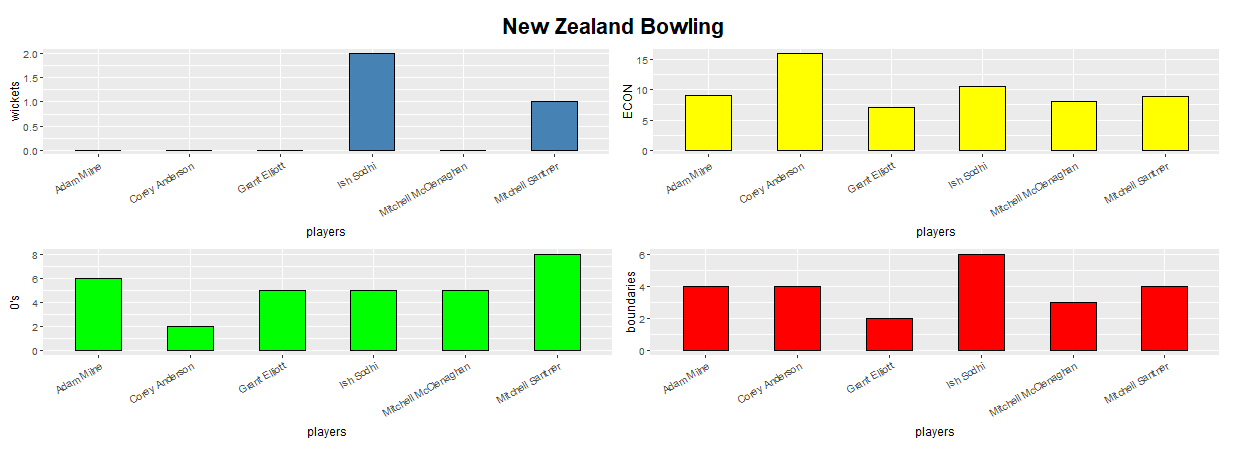 New Zealand Bowling
wickets
2.0
1.5
1.0
0.5
0.0
Adam Milne
Corey Anderson
Grant Elliott
Ish Sodhi
Mitchell McClenaghan
Mitchell Santner
players
ECON
15
10
5
0
Adam Milne
Corey Anderson
Grant Elliott
Ish Sodhi
Mitchell McClenaghan
Mitchell Santner
players
0's
8
6
4
2
0
Adam Milne
Corey Anderson
Grant Elliott
Ish Sodhi
Mitchell McClenaghan
Mitchell Santner
players
boundaries
6
4
2
0
Adam Milne
Corey Anderson
Grant Elliott
Ish Sodhi
Mitchell McClenaghan
Mitchell Santner
players